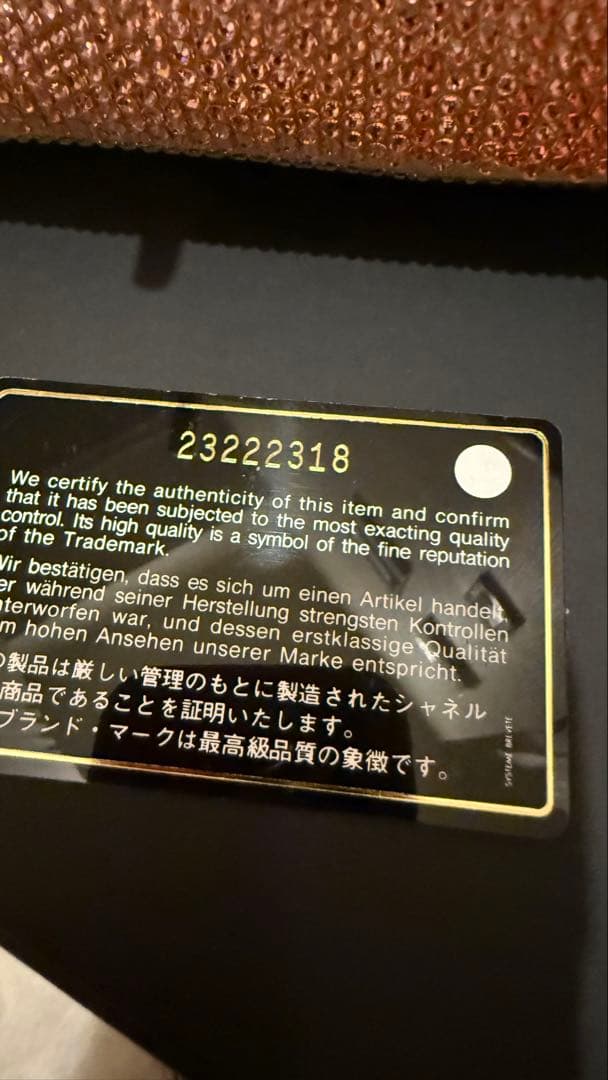 23222318
We certify the authenticity of this item and confirm
that it has been subjected to the most exacting quality
control. Its high quality is a symbol of the fine reputation
of the Trademark.
Wir bestätigen, dass es sich um einen Artikel handelt,
er während seiner Herstellung strengsten Kontrollen
nterworfen war, und dessen erstklassige Qualität
m hohen Ansehen unserer Marke entspricht.
の製品は厳しい管理のもとに製造されたシャネル
商品であることを証明いたします。
ブランド・マークは最高級品質の象徴です。
SYSTEME BREVETE